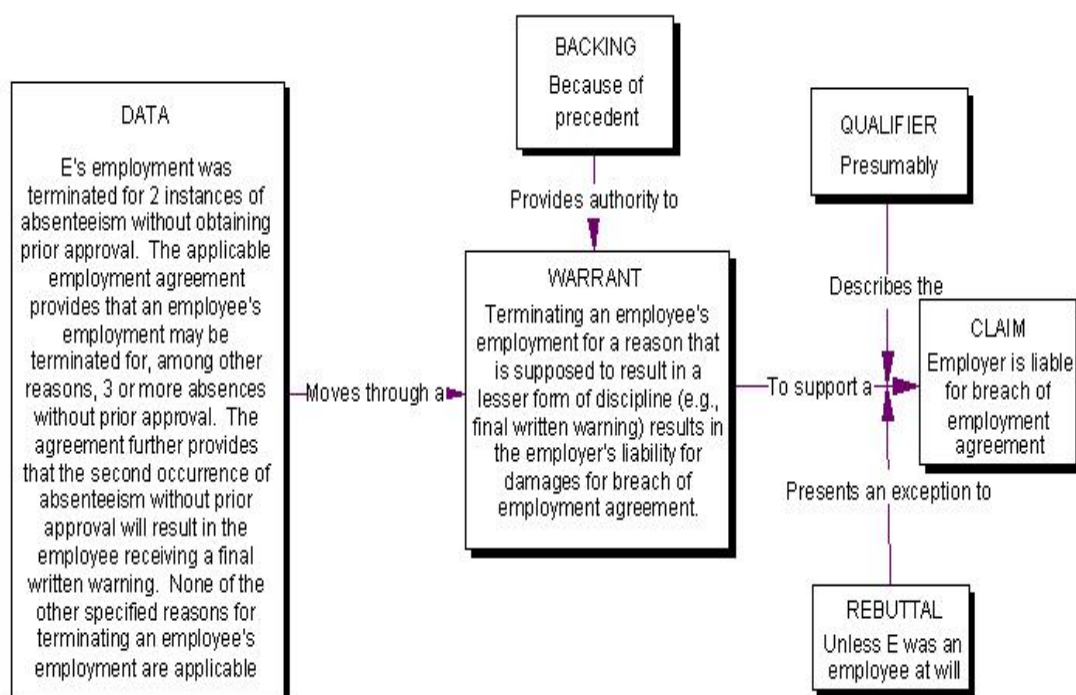 DATA
E's employment was
terminated for 2 instances of
absenteeism without obtaining
prior approval. The applicable
employment agreement
provides that an employee's
employment may be
terminated for, among other
reasons, 3 or more absences
without prior approval. The
agreement further provides
that the second occurrence of
absenteeism without prior
approval will result in the
employee receiving a final
written warning. None of the
other specified reasons for
terminating an employee's
employment are applicable
Moves through a
BACKING
Because of
precedent
Provides authority to
WARRANT
Terminating an employee's
employment for a reason that
is supposed to result in a
lesser form of discipline (e.g.,
final written warning) results in
the employer's liability for
damages for breach of
employment agreement.
To support a
QUALIFIER
Presumably
Describes the
CLAIM
Employer is liable
for breach of
employment
agreement
Presents an exception to
REBUTTAL
Unless E was an
employee at will